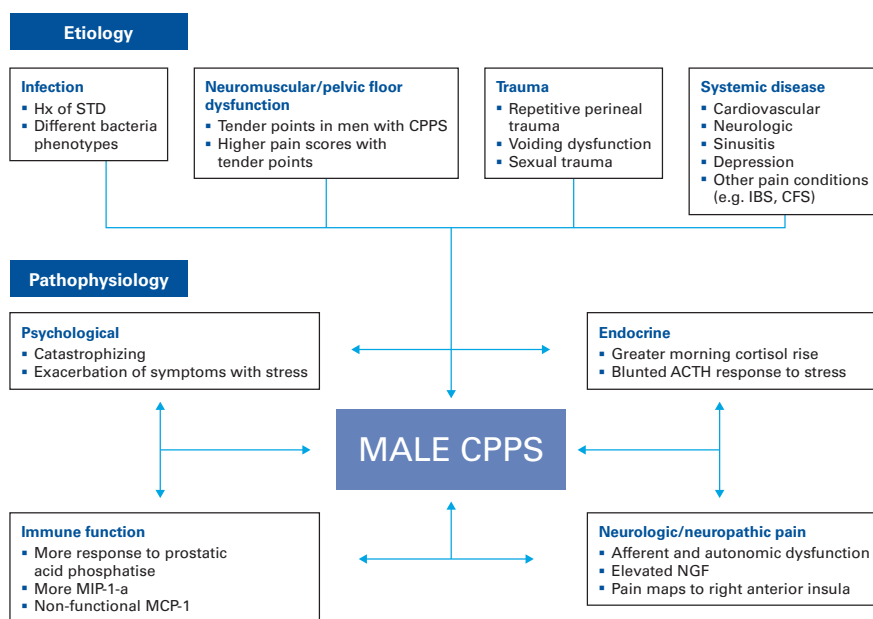 Etiology
Infection
▪ Hx of STD
▪ Different bacteria
phenotypes
Neuromuscular/pelvic floor
dysfunction
▪ Tender points in men with CPPS
▪ Higher pain scores with
tender points
Trauma
▪ Repetitive perineal
trauma
▪ Voiding dysfunction
▪ Sexual trauma
Systemic disease
▪ Cardiovascular
▪ Neurologic
▪ Sinusitis
▪ Depression
▪ Other pain conditions
(e.g. IBS, CFS)
Pathophysiology
Psychological
▪ Catastrophizing
▪ Exacerbation of symptoms with stress
Endocrine
▪ Greater morning cortisol rise
▪ Blunted ACTH response to stress
MALE CPPS
Immune function
▪ More response to prostatic
acid phosphatise
▪ More MIP-1-a
▪ Non-functional MCP-1
Neurologic/neuropathic pain
▪ Afferent and autonomic dysfunction
▪ Elevated NGF
▪ Pain maps to right anterior insula